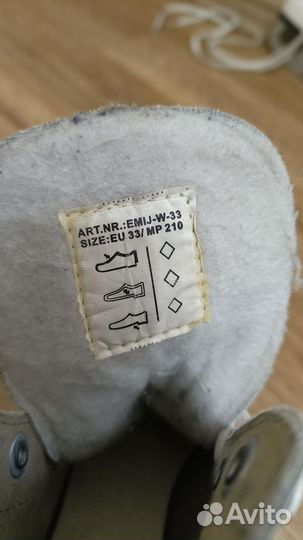 ART.NR.:EMIJ-W-33
SIZE:EU 33/ MP 210
Avito